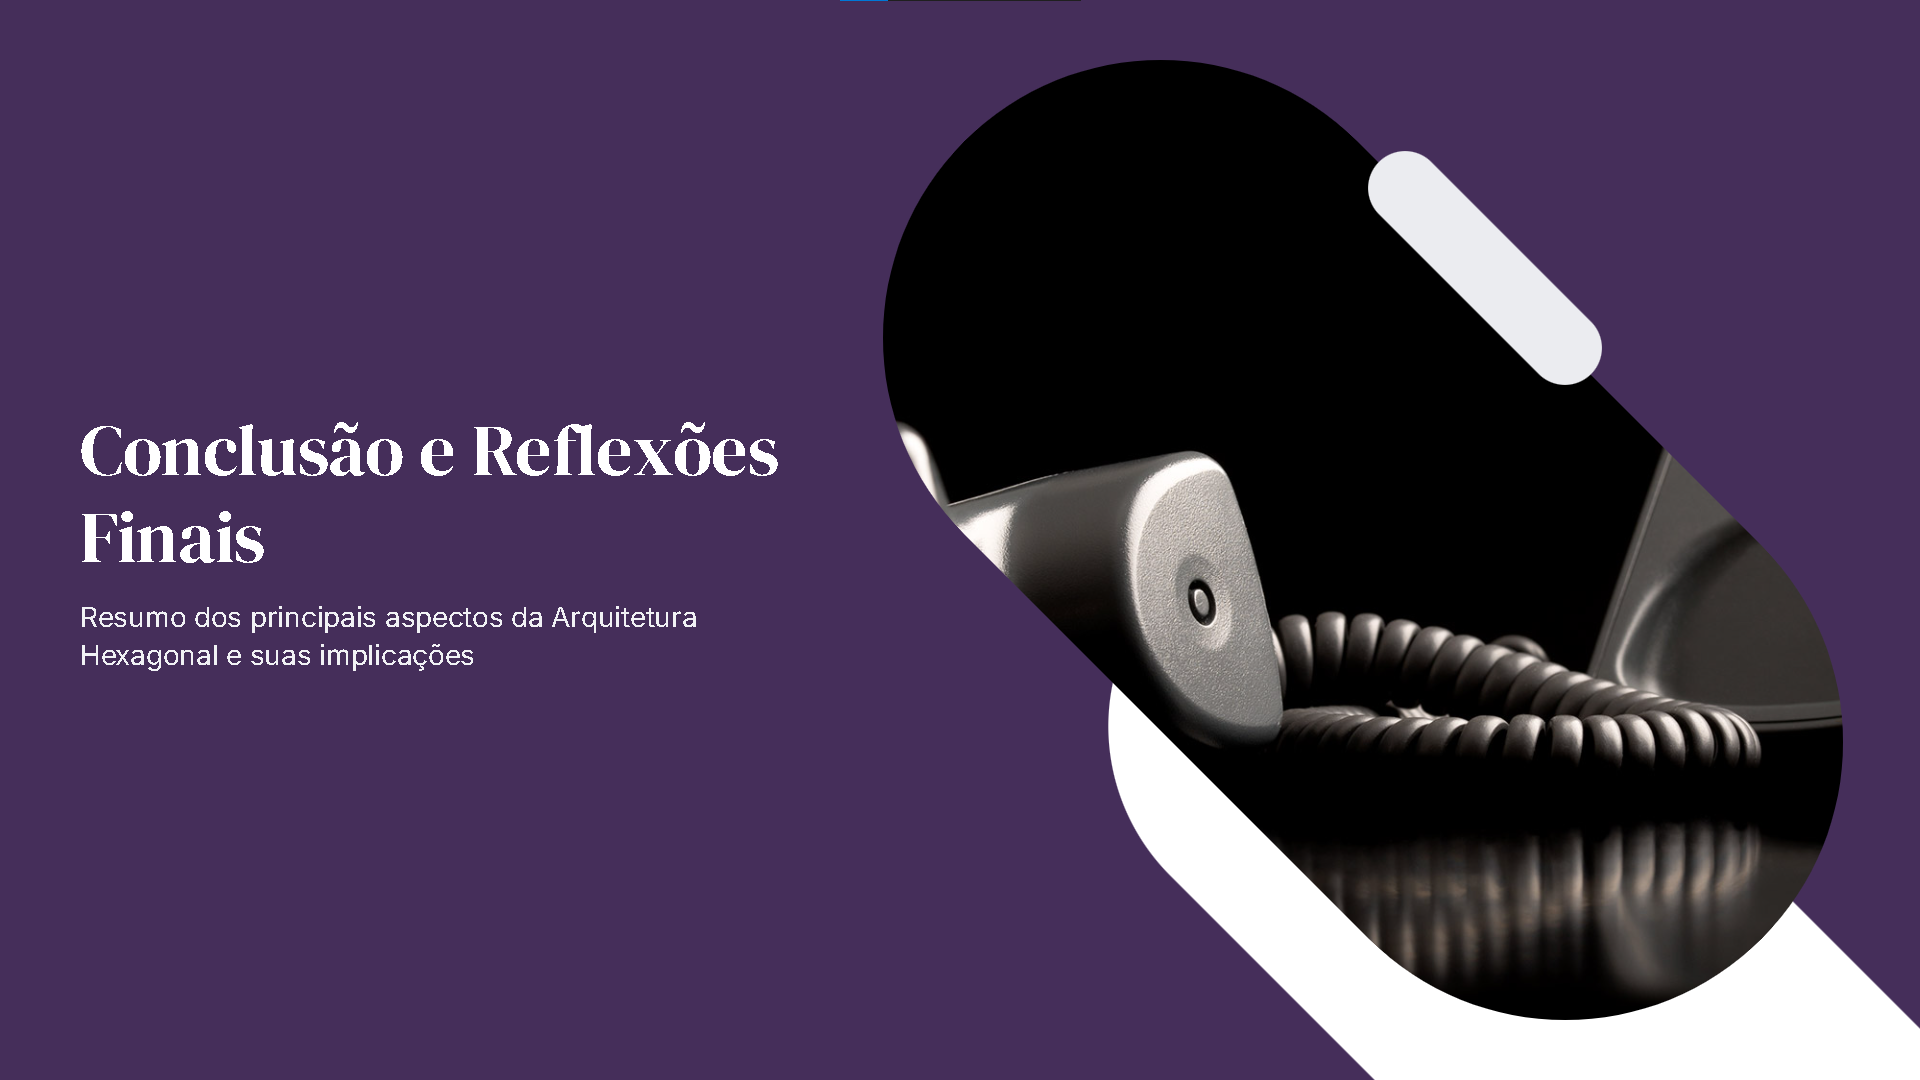 Conclusão e Reflexões
Finais
Resumo dos principais aspectos da Arquitetura
Hexagonal e suas implicações